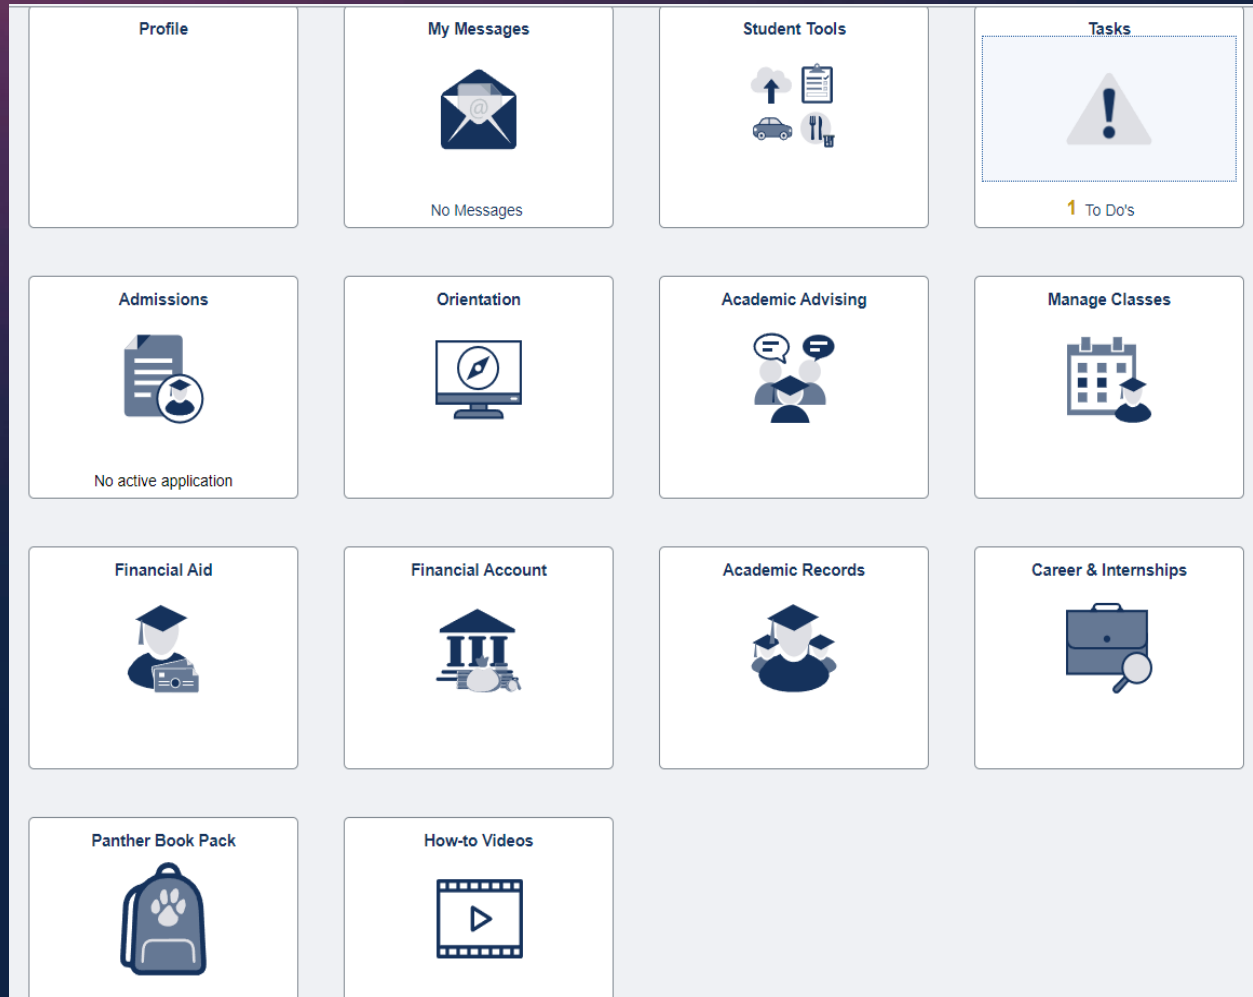 Profile
My Messages
Student Tools
Tasks
@
No Messages
1 To Do's
Admissions
Orientation
Academic Advising
Manage Classes
No active application
Financial Aid
Financial Account
Academic Records
Career & Internships
Panther Book Pack
How-to Videos